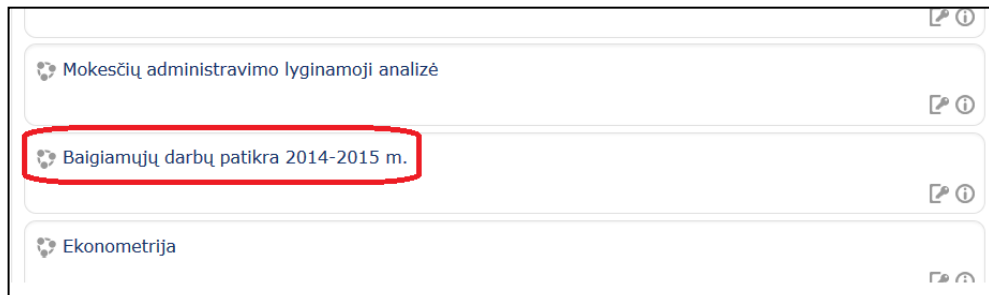 Mokesčių administravimo lyginamoji analizė
Baigiamųjų darbų patikra 2014-2015 m.
Ekonometrija